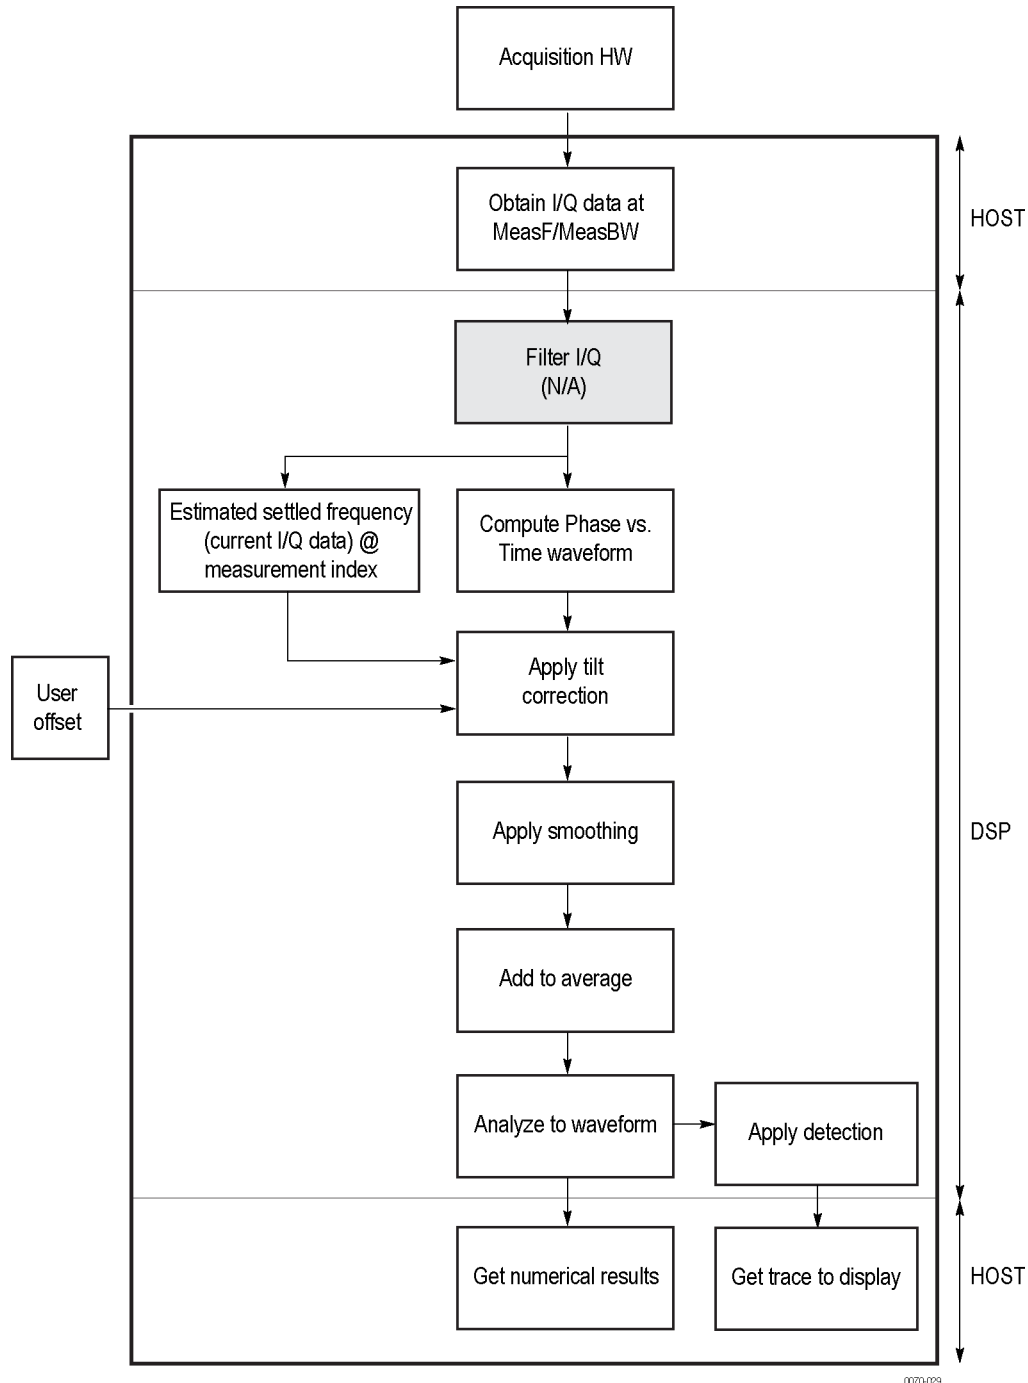 Acquisition HW
Obtain I/Q data at
MeasF/MeasBW
HOST
Filter I/Q
(N/A)
Estimated settled frequency
(current I/Q data) @
measurement index
Compute Phase vs.
Time waveform
Apply tilt
correction
User
offset
Apply smoothing
DSP
Add to average
Analyze to waveform
Apply detection
Get numerical results
Get trace to display
HOST
0070-029